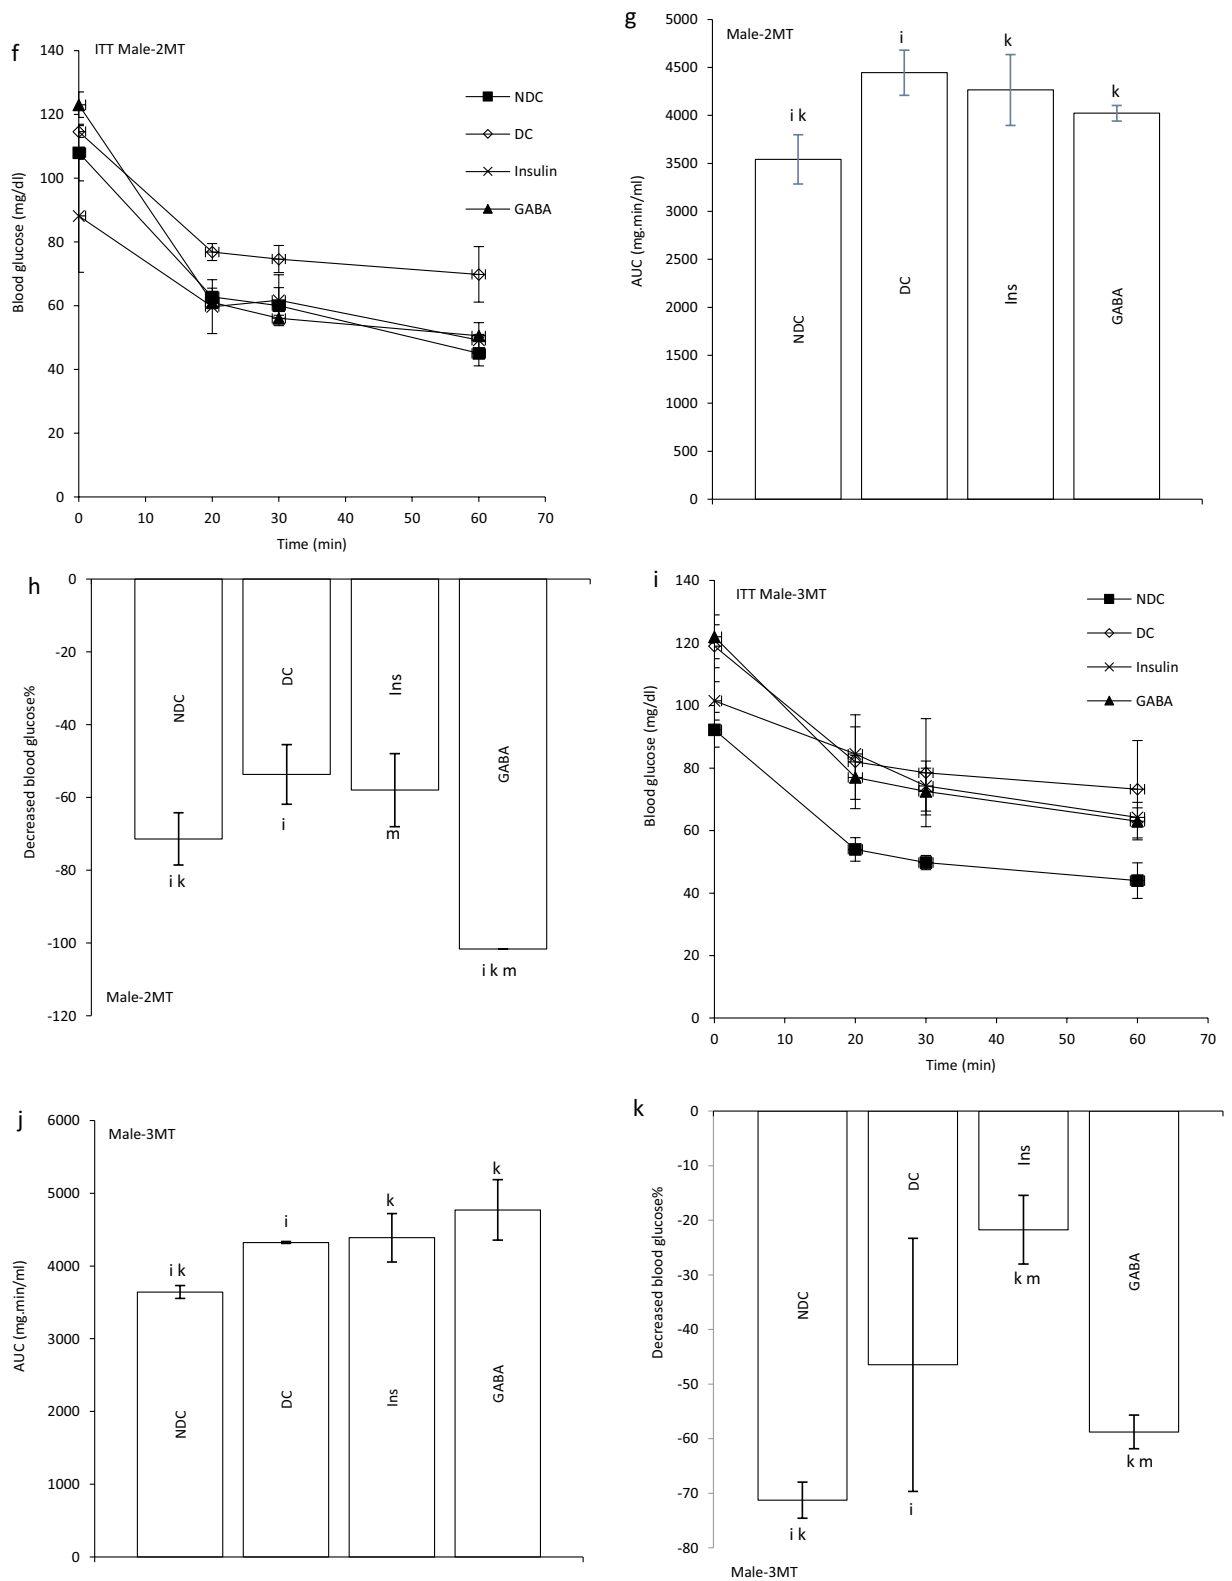 f
ITT Male-2MT
140
120
100
80
60
40
20
0
Blood glucose (mg/dl)
0 10 20 30 40 50 60 70
Time (min)
NDC
DC
Insulin
GABA
g
Male-2MT
5000
4500
4000
3500
3000
2500
2000
1500
1000
500
0
AUC (mg.min/ml)
i k
i
k
k
NDC
DC
Ins
GABA
h
0
-20
-40
-60
-80
-100
-120
Decreased blood glucose%
NDC
DC
Ins
GABA
i k
i
m
i k m
Male-2MT
i
ITT Male-3MT
140
120
100
80
60
40
20
0
Blood glucose (mg/dl)
0 10 20 30 40 50 60 70
Time (min)
NDC
DC
Insulin
GABA
j
Male-3MT
6000
5000
4000
3000
2000
1000
0
AUC (mg.min/ml)
i k
i
k
k
NDC
DC
Ins
GABA
k
0
-10
-20
-30
-40
-50
-60
-70
-80
Decreased blood glucose%
NDC
DC
Ins
GABA
i k
i
k m
k m
Male-3MT